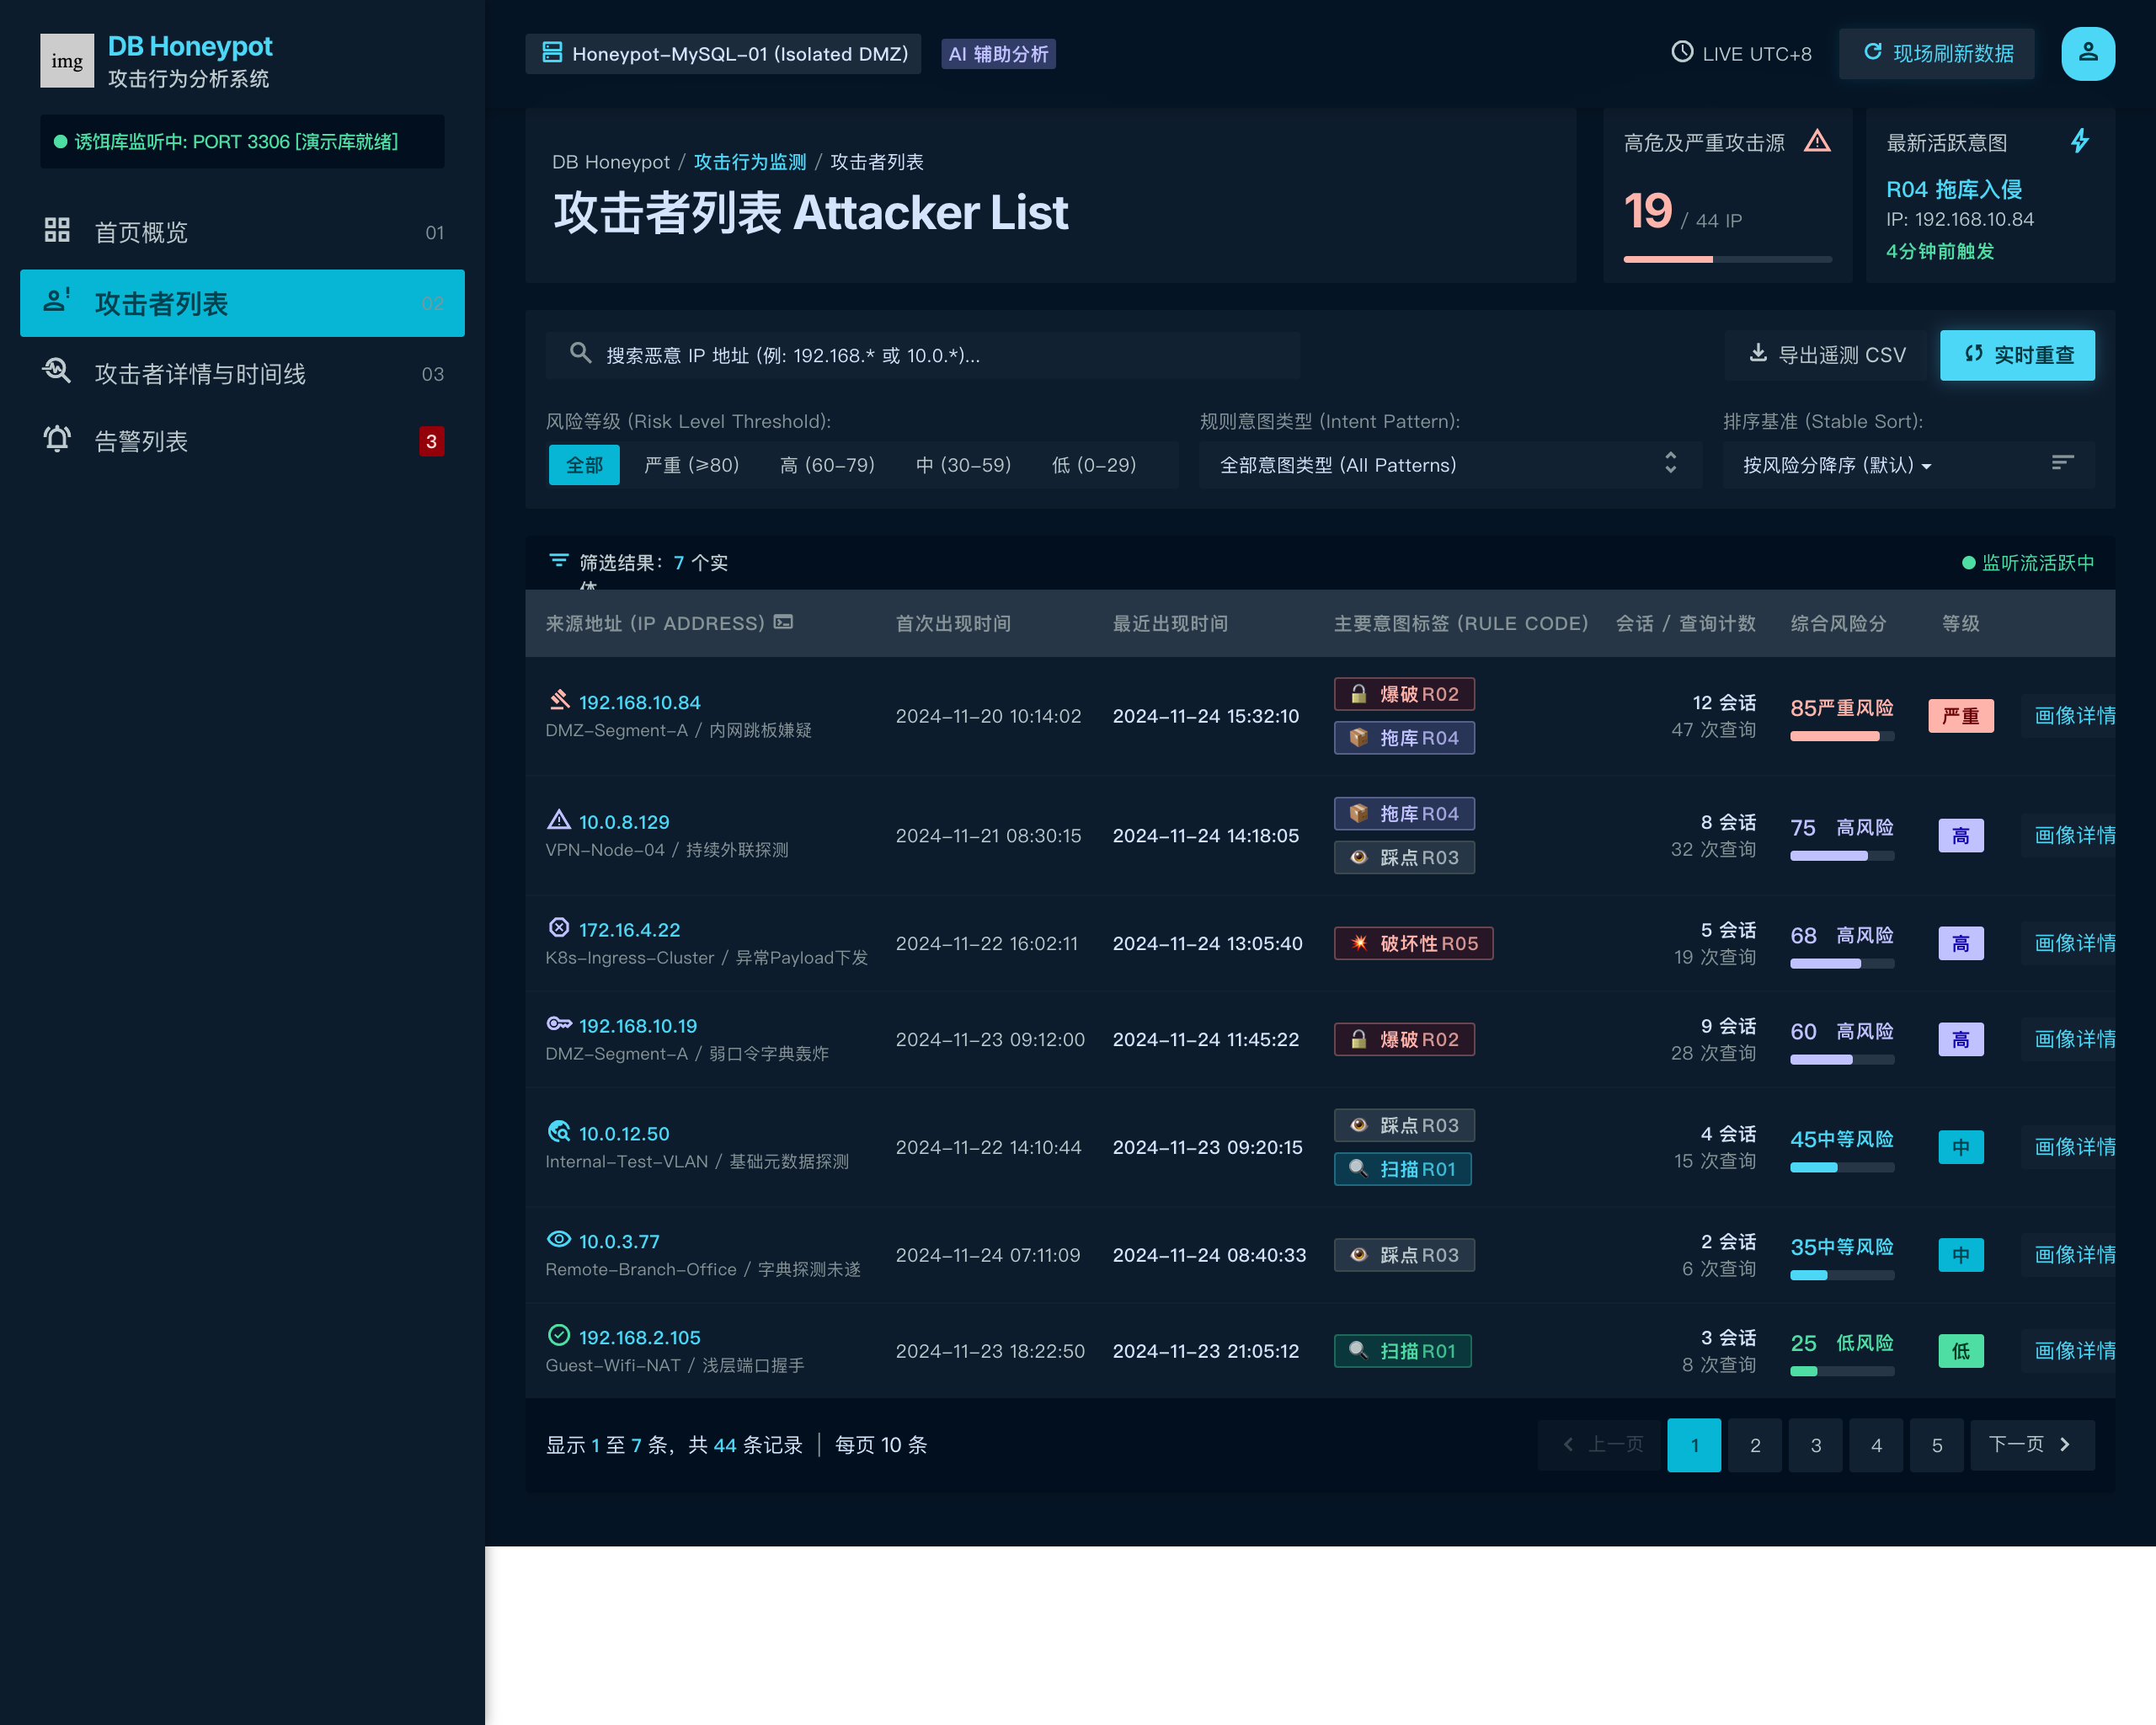 img
DB Honeypot
攻击行为分析系统
诱饵库监听中: PORT 3306 [演示库就绪]
首页概览 01
攻击者列表 02
攻击者详情与时间线 03
告警列表 3
Honeypot-MySQL-01 (Isolated DMZ) AI 辅助分析
LIVE UTC+8 现场刷新数据
DB Honeypot / 攻击行为监测 / 攻击者列表
攻击者列表 Attacker List
高危及严重攻击源
19 / 44 IP
最新活跃意图
R04 拖库入侵
IP: 192.168.10.84
4分钟前触发
搜索恶意 IP 地址 (例: 192.168.* 或 10.0.*)...
导出遥测 CSV 实时重查
风险等级 (Risk Level Threshold):
全部 严重 (≥80) 高 (60-79) 中 (30-59) 低 (0-29)
规则意图类型 (Intent Pattern):
全部意图类型 (All Patterns)
排序基准 (Stable Sort):
按风险分降序 (默认)
筛选结果: 7 个实
体
监听流活跃中
来源地址 (IP ADDRESS) 首次出现时间 最近出现时间 主要意图标签 (RULE CODE) 会话 / 查询计数 综合风险分 等级
192.168.10.84
DMZ-Segment-A / 内网跳板嫌疑
2024-11-20 10:14:02 2024-11-24 15:32:10
爆破R02
拖库R04
12 会话
47 次查询
85严重风险 严重 画像详情
10.0.8.129
VPN-Node-04 / 持续外联探测
2024-11-21 08:30:15 2024-11-24 14:18:05
拖库R04
踩点R03
8 会话
32 次查询
75 高风险 高 画像详情
172.16.4.22
K8s-Ingress-Cluster / 异常Payload下发
2024-11-22 16:02:11 2024-11-24 13:05:40
破坏性R05
5 会话
19 次查询
68 高风险 高 画像详情
192.168.10.19
DMZ-Segment-A / 弱口令字典轰炸
2024-11-23 09:12:00 2024-11-24 11:45:22
爆破R02
9 会话
28 次查询
60 高风险 高 画像详情
10.0.12.50
Internal-Test-VLAN / 基础元数据探测
2024-11-22 14:10:44 2024-11-23 09:20:15
踩点R03
扫描R01
4 会话
15 次查询
45中等风险 中 画像详情
10.0.3.77
Remote-Branch-Office / 字典探测未遂
2024-11-24 07:11:09 2024-11-24 08:40:33
踩点R03
2 会话
6 次查询
35中等风险 中 画像详情
192.168.2.105
Guest-Wifi-NAT / 浅层端口握手
2024-11-23 18:22:50 2024-11-23 21:05:12
扫描R01
3 会话
8 次查询
25 低风险 低 画像详情
显示 1 至 7 条, 共 44 条记录 | 每页 10 条
上一页 1 2 3 4 5 下一页